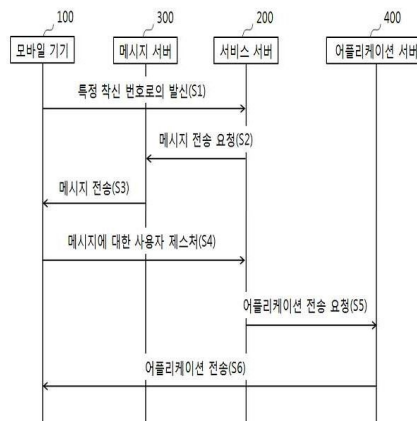 100 300 200 400
모바일 기기 메시지 서버 서비스 서버 어플리케이션 서버
특정 착신 번호로의 발신(S1)
메시지 전송 요청(S2)
메시지 전송(S3)
메시지에 대한 사용자 제스처(S4)
어플리케이션 전송 요청(S5)
어플리케이션 전송(S6)